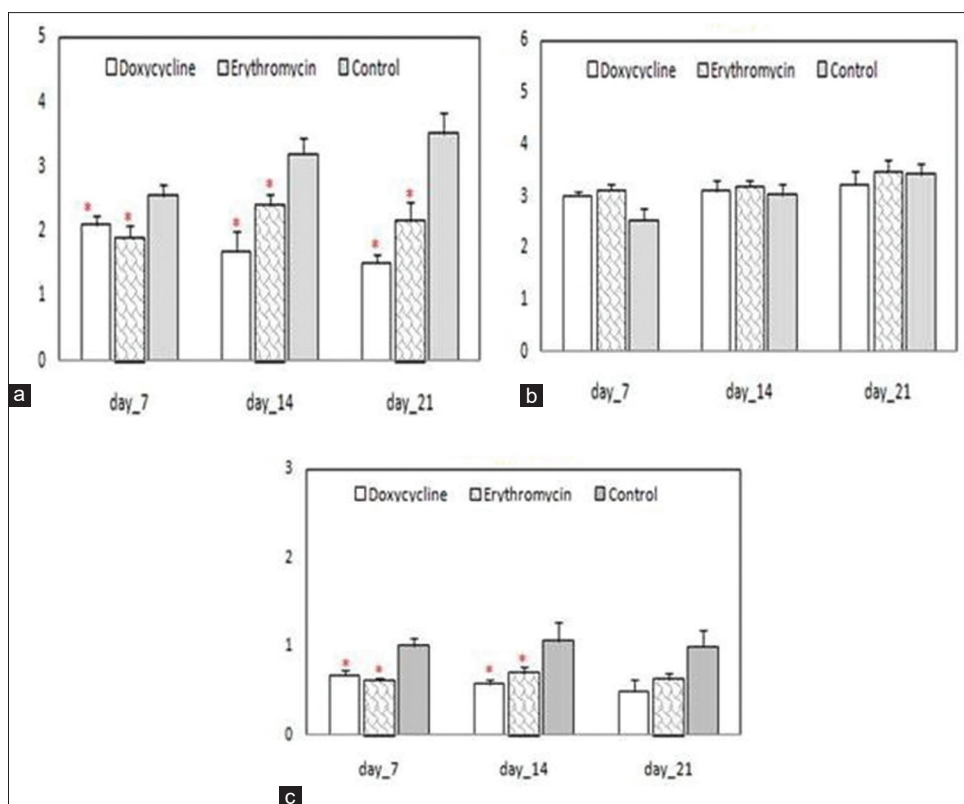 5
4
3
2
1
0
Doxycycline Erythromycin Control
* * * * * *
day_7 day_14 day_21
a
6
5
4
3
2
1
0
Doxycycline Erythromycin Control
day_7 day_14 day_21
b
3
2
1
0
Doxycycline Erythromycin Control
* * * *
day_7 day_14 day_21
c